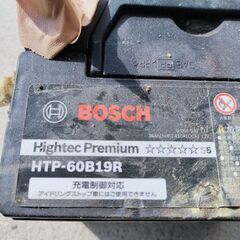 BOSCH
Hightec Premium ☆☆☆☆☆ S5
HTP-60B19R
充電制御対応
アイドリングストップ車にはご使用できません